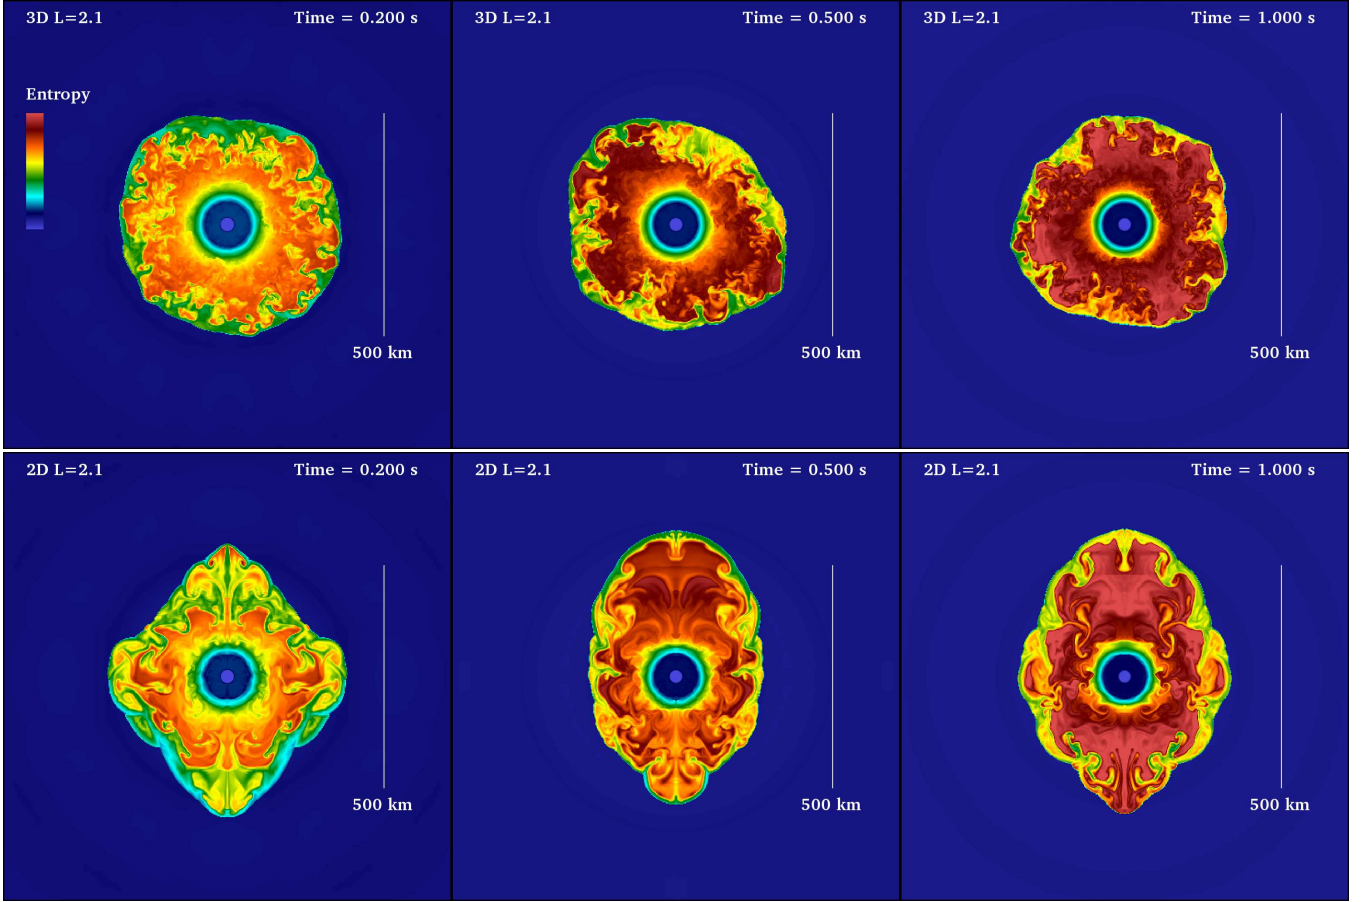 3D L=2.1 Time = 0.200 s
Entropy
500 km
3D L=2.1 Time = 0.500 s
500 km
3D L=2.1 Time = 1.000 s
500 km
2D L=2.1 Time = 0.200 s
500 km
2D L=2.1 Time = 0.500 s
500 km
2D L=2.1 Time = 1.000 s
500 km